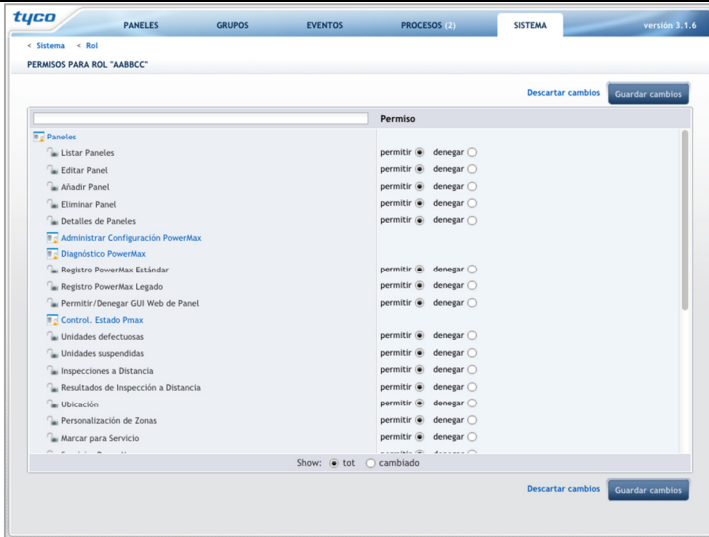 tyco
PANELES GRUPOS EVENTOS PROCESOS (2) SISTEMA versión 3.1.6
< Sistema < Rol
PERMISOS PARA ROL "AABBCC"
Descartar cambios Guardar cambios
Permiso
Paneles
Listar Paneles permitir denegar
Editar Panel permitir denegar
Añadir Panel permitir denegar
Eliminar Panel permitir denegar
Detalles de Paneles permitir denegar
Administrar Configuración PowerMax
Diagnóstico PowerMax
Registro PowerMax Estándar permitir denegar
Registro PowerMax Legado permitir denegar
Permitir/Denegar GUI Web de Panel permitir denegar
Control. Estado Pmax
Unidades defectuosas permitir denegar
Unidades suspendidas permitir denegar
Inspecciones a Distancia permitir denegar
Resultados de Inspección a Distancia permitir denegar
Ubicación permitir denegar
Personalización de Zonas permitir denegar
Marcar para Servicio permitir denegar
Show: tot cambiado
Descartar cambios Guardar cambios